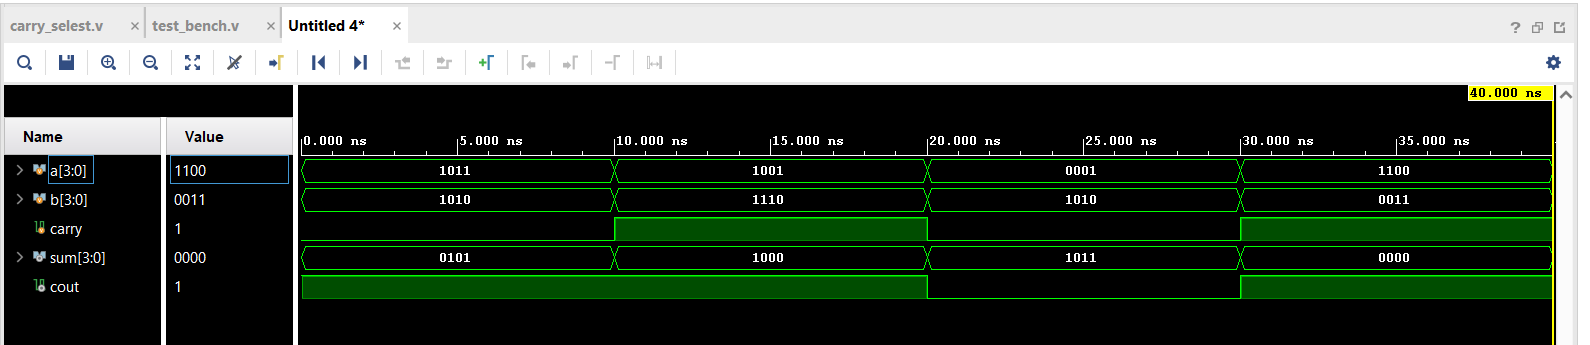 carry_selest.v × test_bench.v × Untitled 4* ×
?
40.000 ns
Name Value
0.000 ns 5.000 ns 10.000 ns 15.000 ns 20.000 ns 25.000 ns 30.000 ns 35.000 ns
a[3:0] 1100 1011 1001 0001 1100
b[3:0] 0011 1010 1110 1010 0011
carry 1
sum[3:0] 0000 0101 1000 1011 0000
cout 1